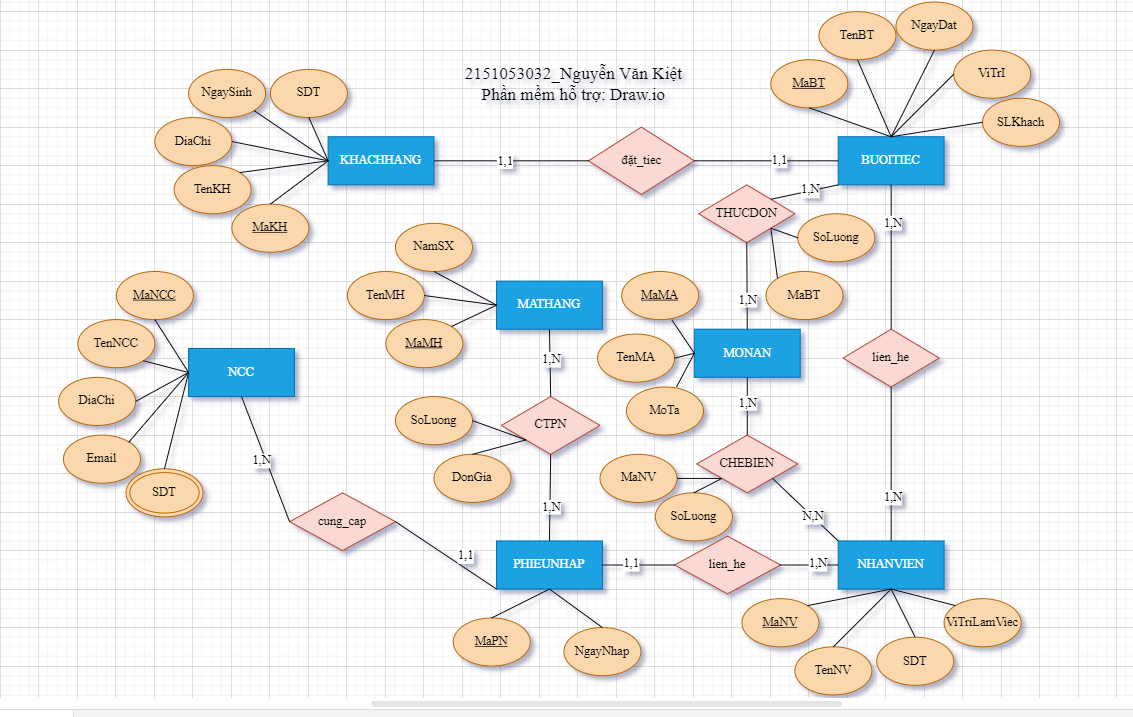 2151053032_Nguyễn Văn Kiệt
Phần mềm hỗ trợ: Draw.io
NgaySinh
SDT
DiaChi
TenKH
MaKH
KHACHHANG
1,1
đặt_tiec
1,1
BUOITIEC
MaBT
TenBT
NgayDat
ViTrI
SLKhach
1,N
THUCDON
SoLuong
MaBT
1,N
1,N
lien_he
1,N
NamSX
TenMH
MaMH
MATHANG
MaMA
TenMA
MoTa
MONAN
MaNCC
TenNCC
DiaChi
Email
SDT
NCC
1,N
cung_cap
1,1
1,N
CTPN
SoLuong
DonGia
1,N
1,N
CHEBIEN
MaNV
SoLuong
N,N
PHIEUNHAP
1,1
lien_he
1,N
NHANVIEN
MaPN
NgayNhap
MaNV
TenNV
SDT
ViTriLamViec